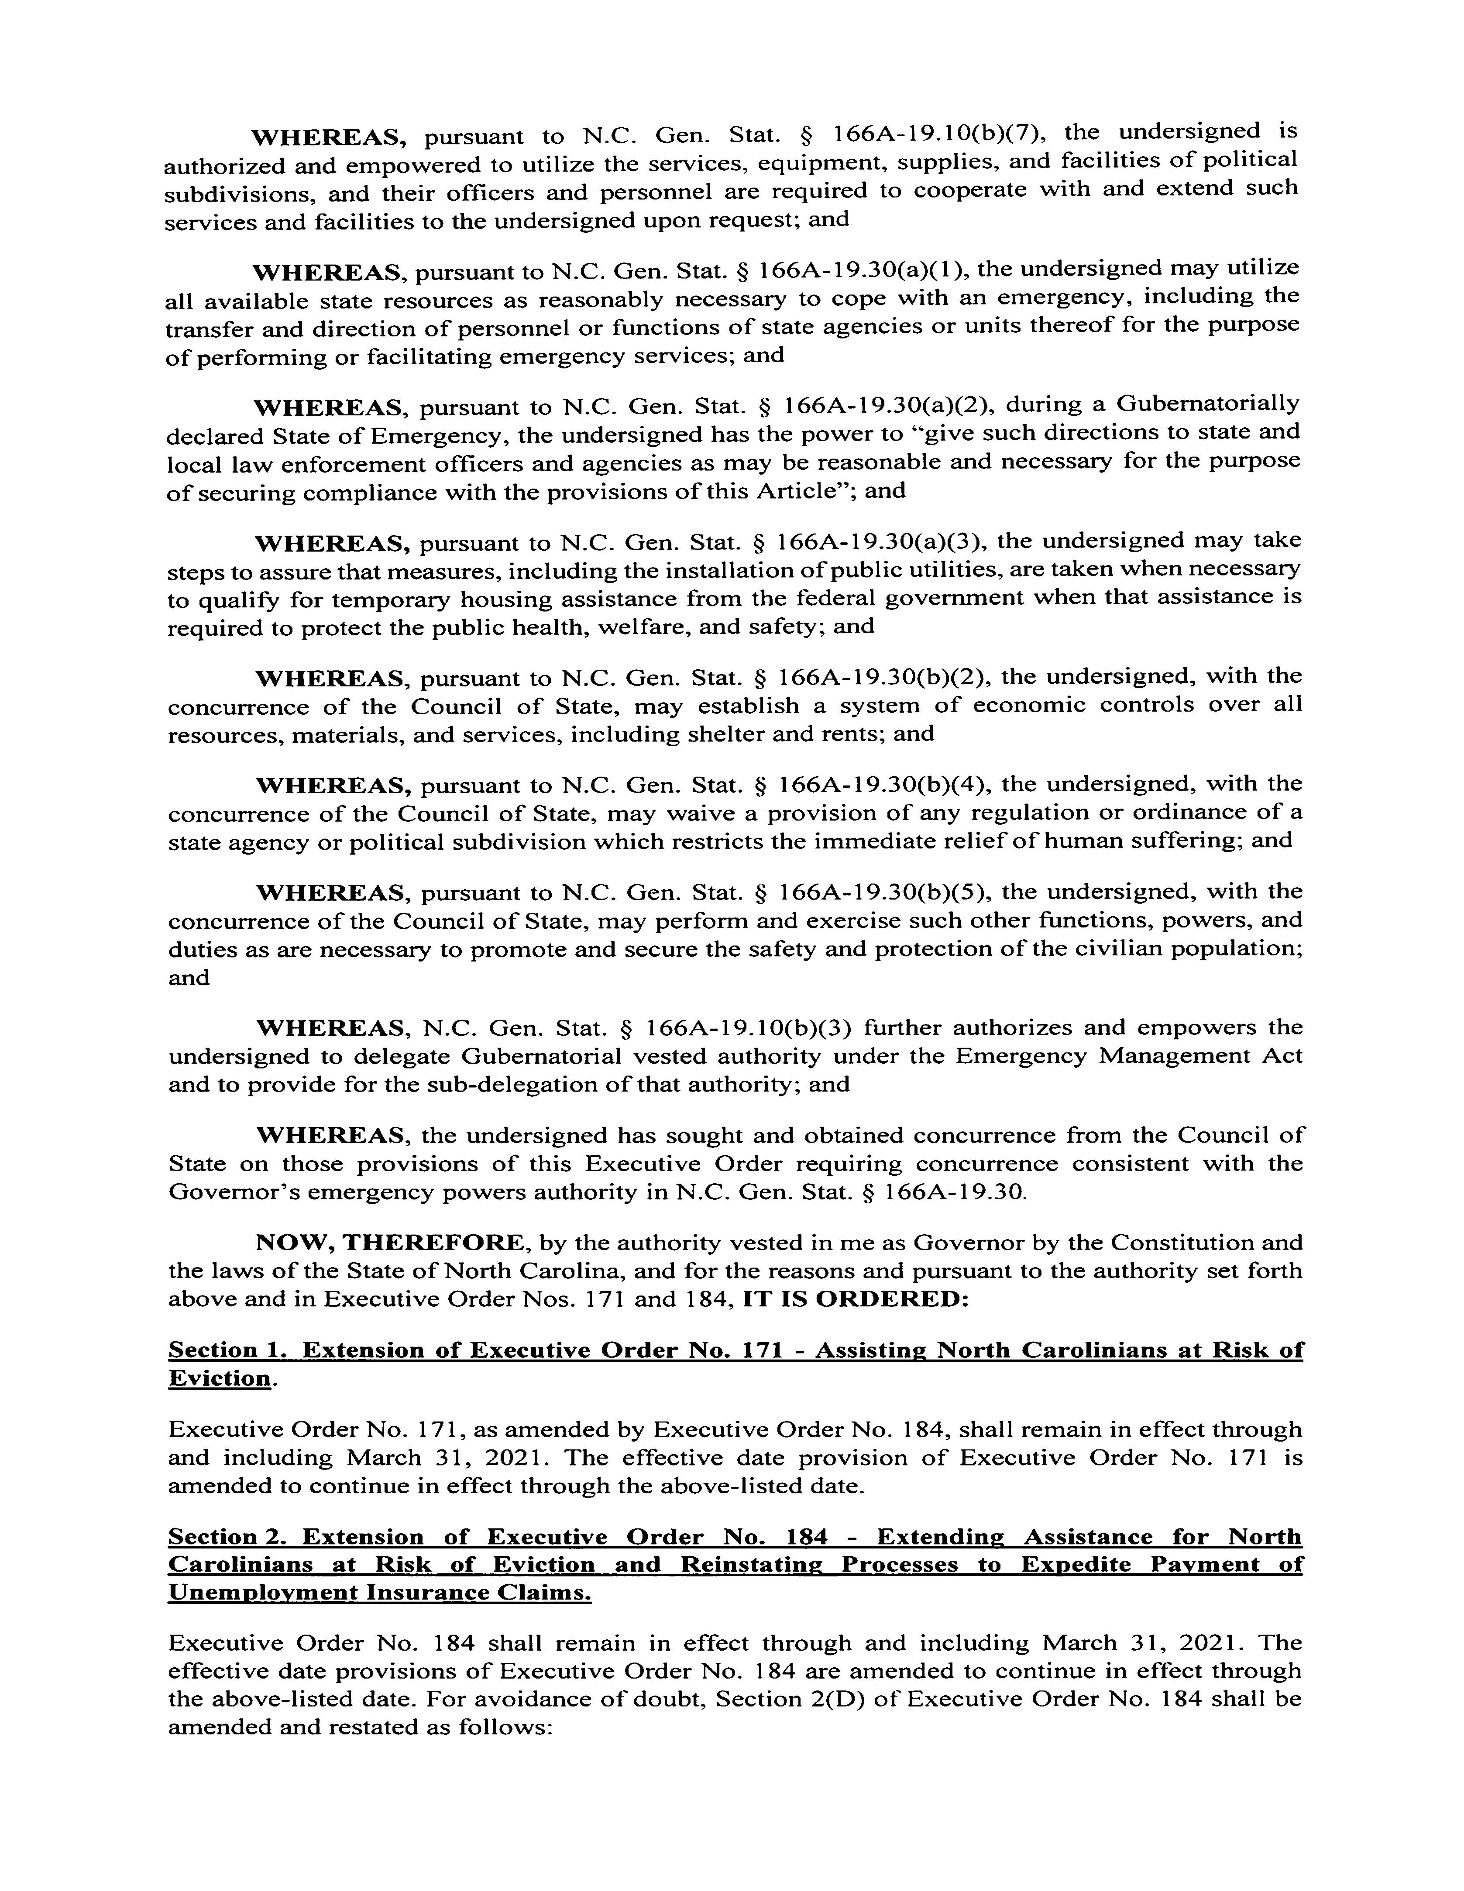 WHEREAS, pursuant to N.C. Gen. Stat. § 166A-19.10(b)(7), the undersigned is
authorized and empowered to utilize the services, equipment, supplies, and facilities of political
subdivisions, and their officers and personnel are required to cooperate with and extend such
services and facilities to the undersigned upon request; and
WHEREAS, pursuant to N.C. Gen. Stat. § 166A-19.30(a)(1), the undersigned may utilize
all available state resources as reasonably necessary to cope with an emergency, including the
transfer and direction of personnel or functions of state agencies or units thereof for the purpose
of performing or facilitating emergency services; and
WHEREAS, pursuant to N.C. Gen. Stat. § 166A-19.30(a)(2), during a Gubernatorially
declared State of Emergency, the undersigned has the power to “give such directions to state and
local law enforcement officers and agencies as may be reasonable and necessary for the purpose
of securing compliance with the provisions of this Article”; and
WHEREAS, pursuant to N.C. Gen. Stat. § 166A-19.30(a)(3), the undersigned may take
steps to assure that measures, including the installation of public utilities, are taken when necessary
to qualify for temporary housing assistance from the federal government when that assistance is
required to protect the public health, welfare, and safety; and
WHEREAS, pursuant to N.C. Gen. Stat. § 166A-19.30(b)(2), the undersigned, with the
concurrence of the Council of State, may establish a system of economic controls over all
resources, materials, and services, including shelter and rents; and
WHEREAS, pursuant to N.C. Gen. Stat. § 166A-19.30(b)(4), the undersigned, with the
concurrence of the Council of State, may waive a provision of any regulation or ordinance of a
state agency or political subdivision which restricts the immediate relief of human suffering; and
WHEREAS, pursuant to N.C. Gen. Stat. § 166A-19.30(b)(5), the undersigned, with the
concurrence of the Council of State, may perform and exercise such other functions, powers, and
duties as are necessary to promote and secure the safety and protection of the civilian population;
and
WHEREAS, N.C. Gen. Stat. § 166A-19.10(b)(3) further authorizes and empowers the
undersigned to delegate Gubernatorial vested authority under the Emergency Management Act
and to provide for the sub-delegation of that authority; and
WHEREAS, the undersigned has sought and obtained concurrence from the Council of
State on those provisions of this Executive Order requiring concurrence consistent with the
Governor’s emergency powers authority in N.C. Gen. Stat. § 166A-19.30.
NOW, THEREFORE, by the authority vested in me as Governor by the Constitution and
the laws of the State of North Carolina, and for the reasons and pursuant to the authority set forth
above and in Executive Order Nos. 171 and 184, IT IS ORDERED:
Section 1. Extension of Executive Order No. 171 - Assisting North Carolinians at Risk of
Eviction.
Executive Order No. 171, as amended by Executive Order No. 184, shall remain in effect through
and including March 31, 2021. The effective date provision of Executive Order No. 171 is
amended to continue in effect through the above-listed date.
Section 2. Extension of Executive Order No. 184 - Extending Assistance for North
Carolinians at Risk of Eviction and Reinstating Processes to Expedite Payment of
Unemployment Insurance Claims.
Executive Order No. 184 shall remain in effect through and including March 31, 2021. The
effective date provisions of Executive Order No. 184 are amended to continue in effect through
the above-listed date. For avoidance of doubt, Section 2(D) of Executive Order No. 184 shall be
amended and restated as follows: